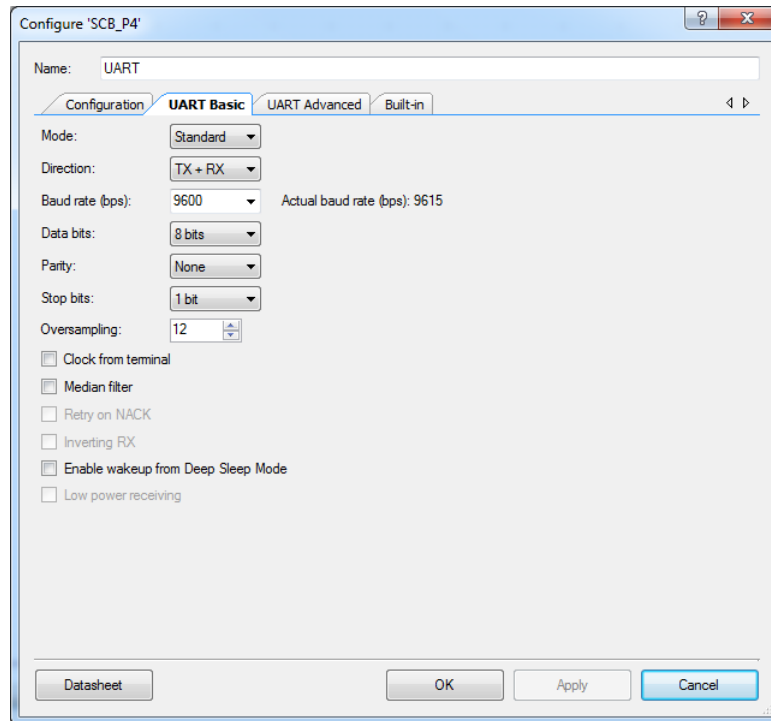 Configure 'SCB_P4'
Name: UART
Configuration UART Basic UART Advanced Built-in
Mode: Standard
Direction: TX + RX
Baud rate (bps): 9600 Actual baud rate (bps): 9615
Data bits: 8 bits
Parity: None
Stop bits: 1 bit
Oversampling: 12
Clock from terminal
Median filter
Retry on NACK
Inverting RX
Enable wakeup from Deep Sleep Mode
Low power receiving
Datasheet OK Apply Cancel